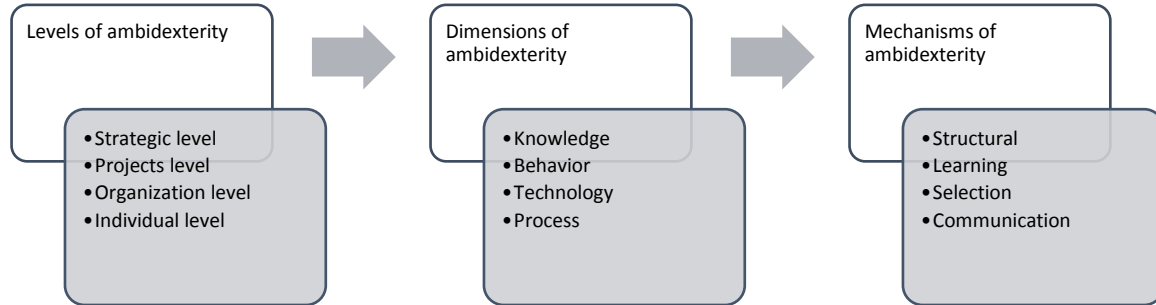 Levels of ambidexterity
•Strategic level
•Projects level
•Organization level
•Individual level
Dimensions of
ambidexterity
•Knowledge
•Behavior
•Technology
•Process
Mechanisms of
ambidexterity
•Structural
•Learning
•Selection
•Communication